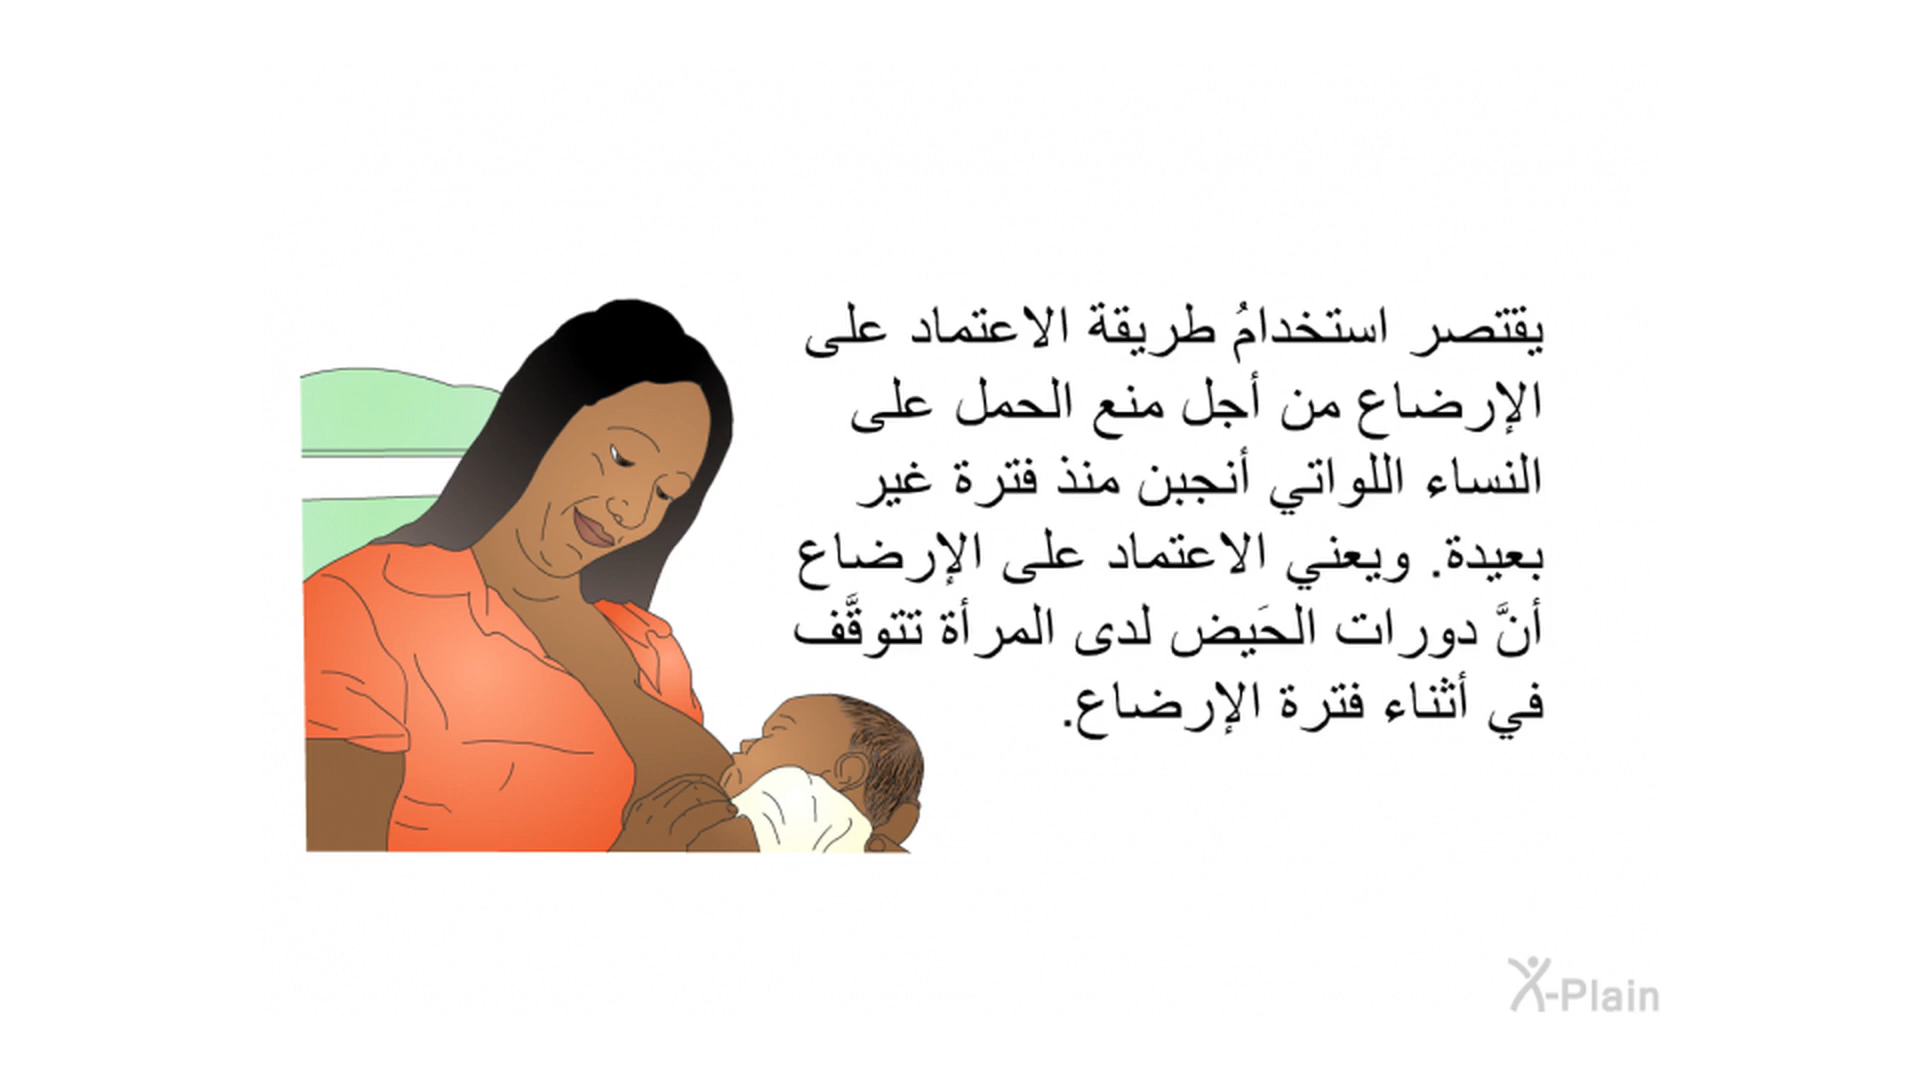 يقتصر استخدامُ طريقة الاعتماد على
الإرضاع من أجل منع الحمل على
النساء اللواتي أنجبن منذ فترة غير
بعيدة. ويعني الاعتماد على الإرضاع
أنَّ دورات الحَيض لدى المرأة تتوقَّف
في أثناء فترة الإرضاع.
X-Plain